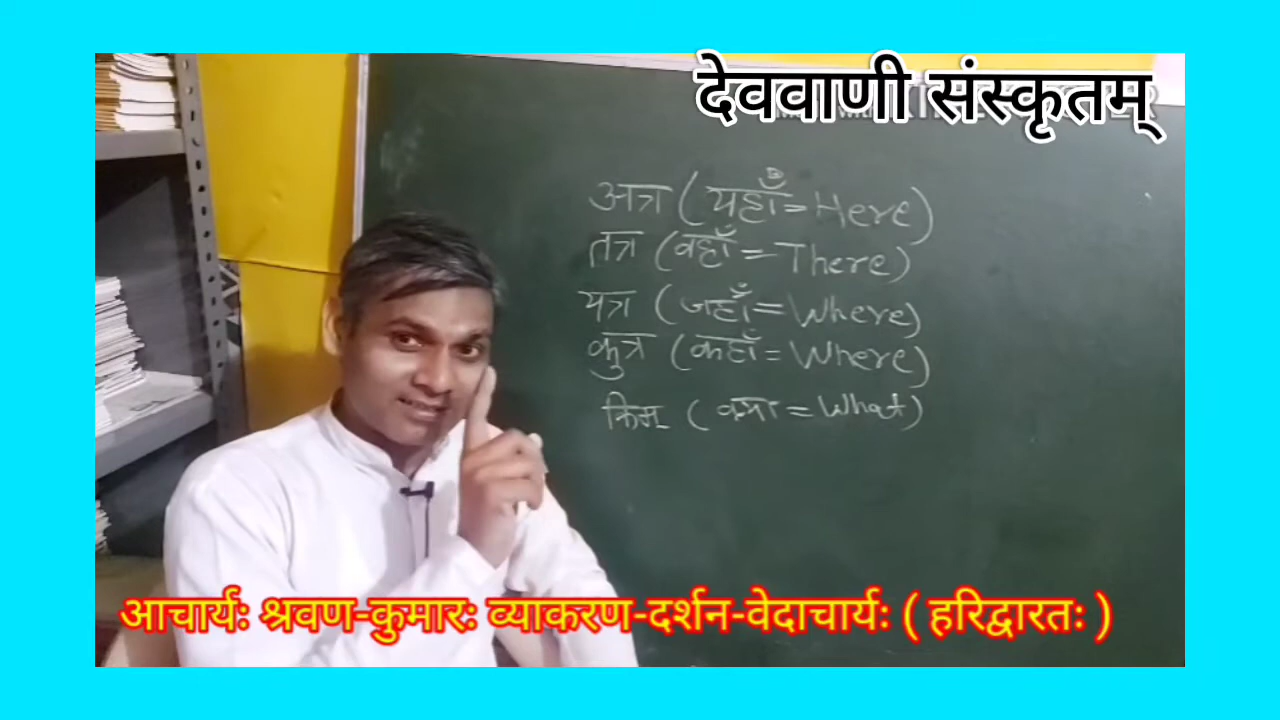 देववाणी संस्कृतम्
अत्र (यहाँ = Here)
तत्र (वहाँ = There)
यत्र (जहाँ = Where)
कुत्र (कहाँ = Where)
किम् (क्या = What)
आचार्यः श्रवण-कुमारः व्याकरण-दर्शन-वेदाचार्यः ( हरिद्वारतः )